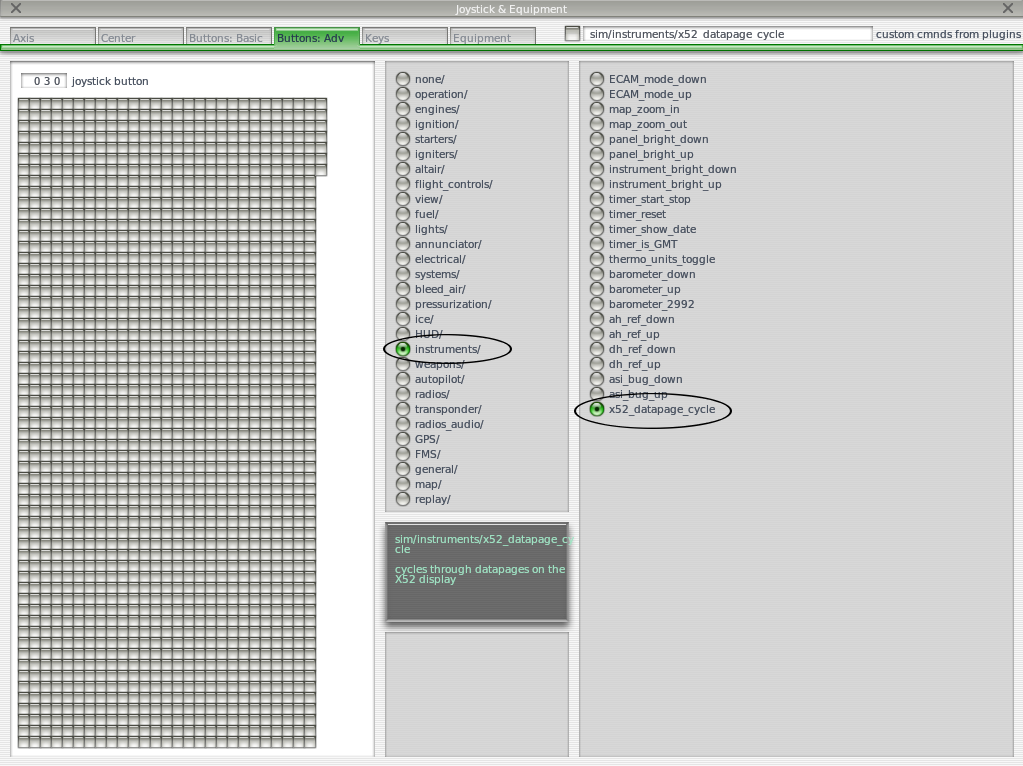 Joystick & Equipment
Axis
Center
Buttons: Basic
Buttons: Adv
Keys
Equipment
sim/instruments/x52_datapage_cycle
custom cmnds from plugins
0 3 0 joystick button
none/
operation/
engines/
ignition/
starters/
igniters/
altair/
flight_controls/
view/
fuel/
lights/
annunciator/
electrical/
systems/
bleed_air/
pressurization/
ice/
HUD/
instruments/
weapons/
autopilot/
radios/
transponder/
radios_audio/
GPS/
FMS/
general/
map/
replay/
sim/instruments/x52_datapage_cy
cle
cycles through datapages on the
X52 display
ECAM_mode_down
ECAM_mode_up
map_zoom_in
map_zoom_out
panel_bright_down
panel_bright_up
instrument_bright_down
instrument_bright_up
timer_start_stop
timer_reset
timer_show_date
timer_is_GMT
thermo_units_toggle
barometer_down
barometer_up
barometer_2992
ah_ref_down
ah_ref_up
dh_ref_down
dh_ref_up
asi_bug_down
asi_bug_up
x52_datapage_cycle